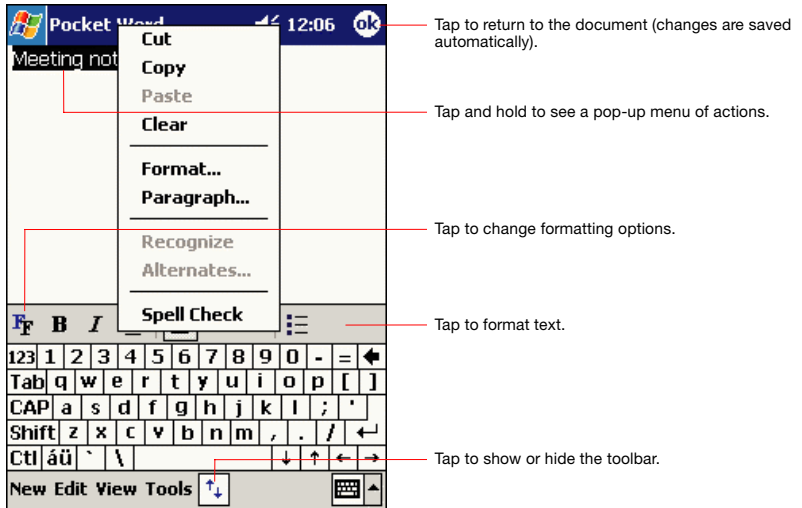 Pocket Word 12:06 ok
Meeting not
Cut
Copy
Paste
Clear
Format...
Paragraph...
Recognize
Alternates...
Spell Check
FF B I
123 1 2 3 4 5 6 7 8 9 0 - =
Tab q w e r t y u i o p [ ]
CAP a s d f g h j k l ; '
Shift z x c v b n m , . /
Ctl áü ` \ ↓ ↑ ← →
New Edit View Tools
Tap to return to the document (changes are saved
automatically).
Tap and hold to see a pop-up menu of actions.
Tap to change formatting options.
Tap to format text.
Tap to show or hide the toolbar.